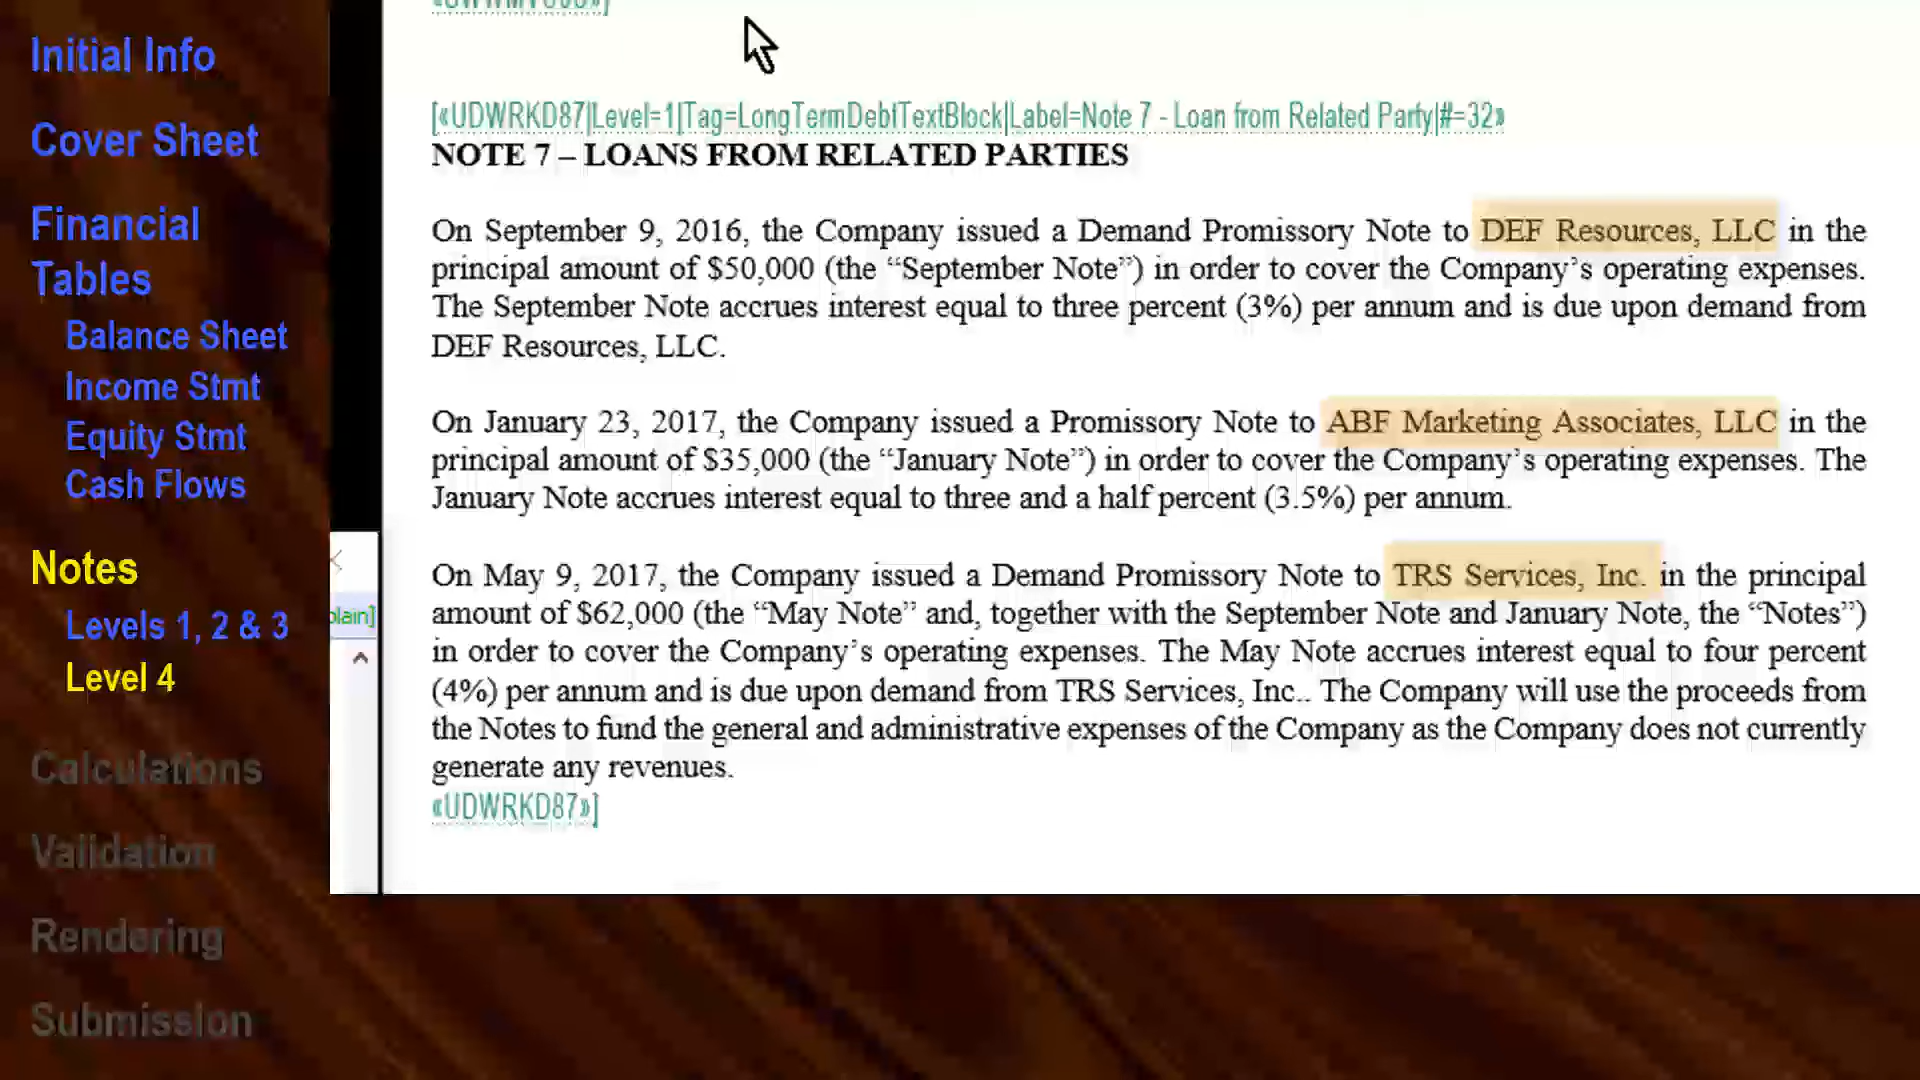 Initial Info
Cover Sheet
Financial
Tables
Balance Sheet
Income Stmt
Equity Stmt
Cash Flows
Notes
Levels 1, 2 & 3
Level 4
Calculations
Validation
Rendering
Submission
plain]
[«UDWRKD87|Level=1|Tag=LongTermDebtTextBlock|Label=Note 7 - Loan from Related Party|#=32»
NOTE 7 – LOANS FROM RELATED PARTIES
On September 9, 2016, the Company issued a Demand Promissory Note to DEF Resources, LLC in the
principal amount of $50,000 (the “September Note”) in order to cover the Company’s operating expenses.
The September Note accrues interest equal to three percent (3%) per annum and is due upon demand from
DEF Resources, LLC.
On January 23, 2017, the Company issued a Promissory Note to ABF Marketing Associates, LLC in the
principal amount of $35,000 (the “January Note”) in order to cover the Company’s operating expenses. The
January Note accrues interest equal to three and a half percent (3.5%) per annum.
On May 9, 2017, the Company issued a Demand Promissory Note to TRS Services, Inc. in the principal
amount of $62,000 (the “May Note” and, together with the September Note and January Note, the “Notes”)
in order to cover the Company’s operating expenses. The May Note accrues interest equal to four percent
(4%) per annum and is due upon demand from TRS Services, Inc.. The Company will use the proceeds from
the Notes to fund the general and administrative expenses of the Company as the Company does not currently
generate any revenues.
«UDWRKD87»]